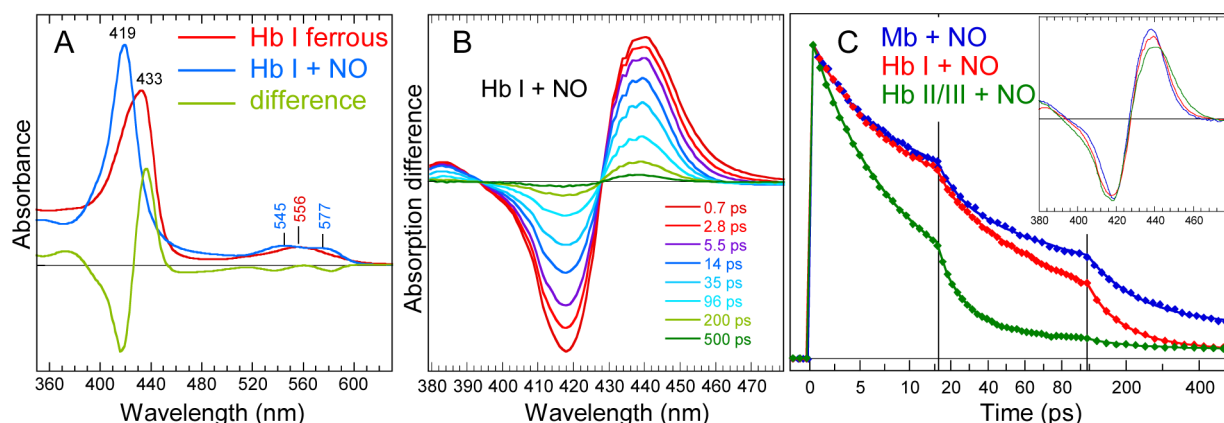 A
419
433
Hb I ferrous
Hb I + NO
difference
545
556
577
Absorbance
360 400 440 480 520 560 600
Wavelength (nm)
B
Hb I + NO
0.7 ps
2.8 ps
5.5 ps
14 ps
35 ps
96 ps
200 ps
500 ps
Absorption difference
380 390 400 410 420 430 440 450 460 470
Wavelength (nm)
C
Mb + NO
Hb I + NO
Hb II/III + NO
380 400 420 440 460
0 5 10 20 40 60 80 200 400
Time (ps)